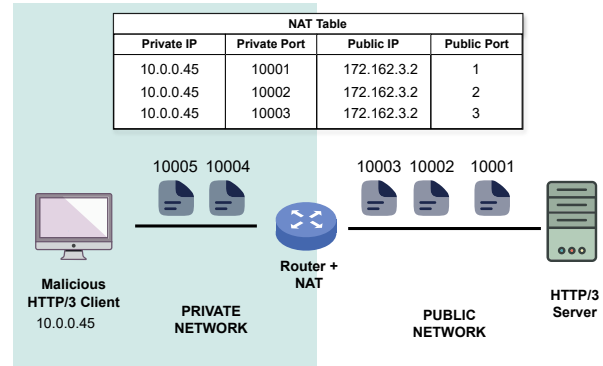 NAT Table
Private IP Private Port Public IP Public Port
10.0.0.45 10001 172.162.3.2 1
10.0.0.45 10002 172.162.3.2 2
10.0.0.45 10003 172.162.3.2 3
10005 10004 10003 10002 10001
Router +
NAT
Malicious
HTTP/3 Client
10.0.0.45
PRIVATE
NETWORK
PUBLIC
NETWORK
HTTP/3
Server